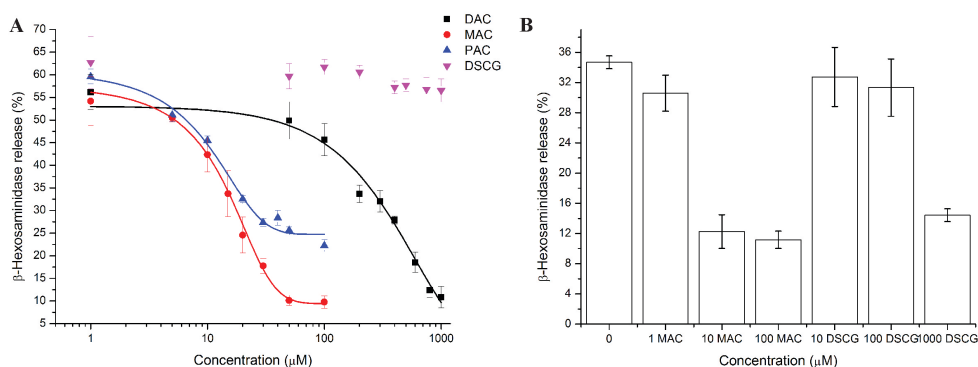 A
β-Hexosaminidase release (%)
70
65
60
55
50
45
40
35
30
25
20
15
10
5
1
10
100
1000
Concentration (μM)
DAC
MAC
PAC
DSCG
B
β-Hexosaminidase release (%)
36
32
28
24
20
16
12
8
4
0
0
1 MAC
10 MAC
100 MAC
10 DSCG
100 DSCG
1000 DSCG
Concentration (μM)